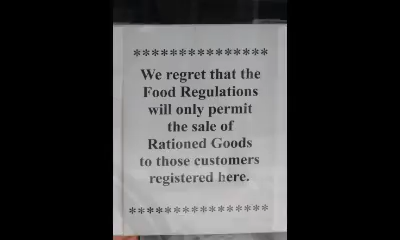 ***************
We regret that the
Food Regulations
will only permit
the sale of
Rationed Goods
to those customers
registered here.
****************